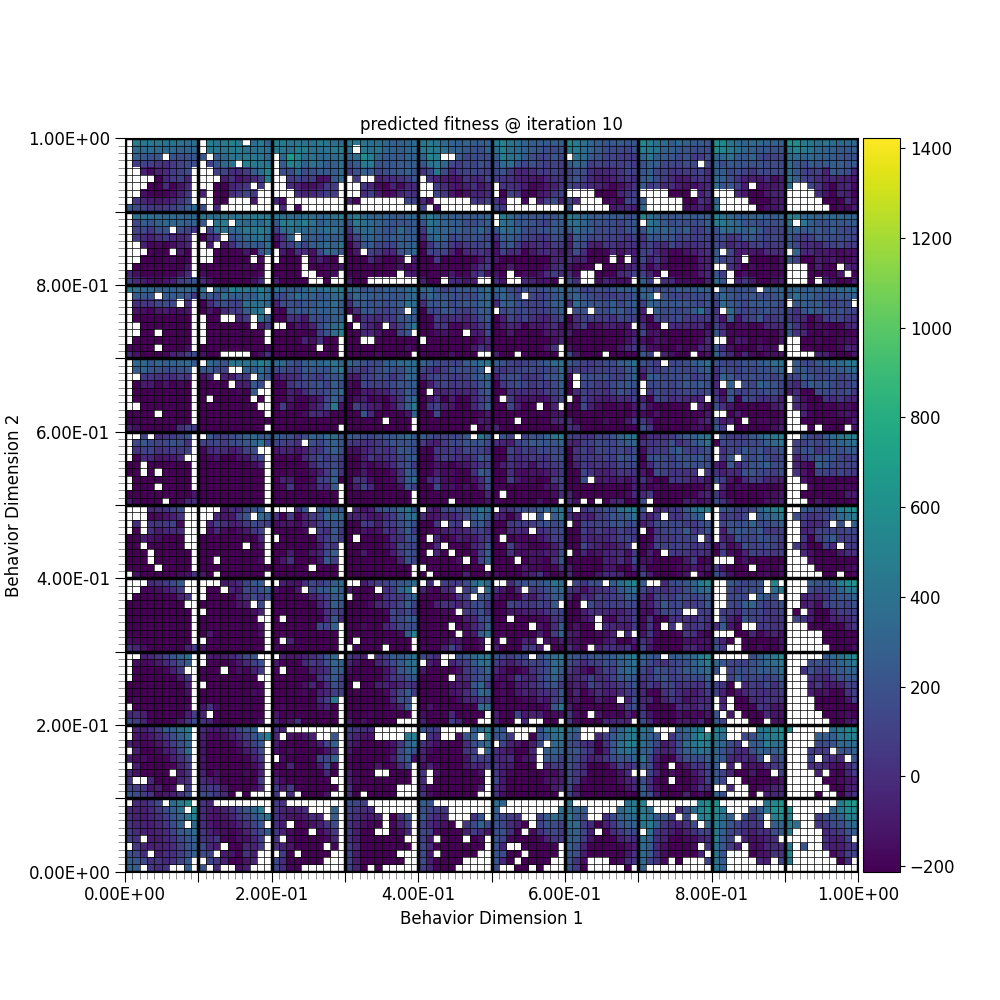 predicted fitness @ iteration 10
1.00E+00
8.00E-01
6.00E-01
4.00E-01
2.00E-01
0.00E+00
Behavior Dimension 2
0.00E+00 2.00E-01 4.00E-01 6.00E-01 8.00E-01 1.00E+00
Behavior Dimension 1
1400
1200
1000
800
600
400
200
0
−200